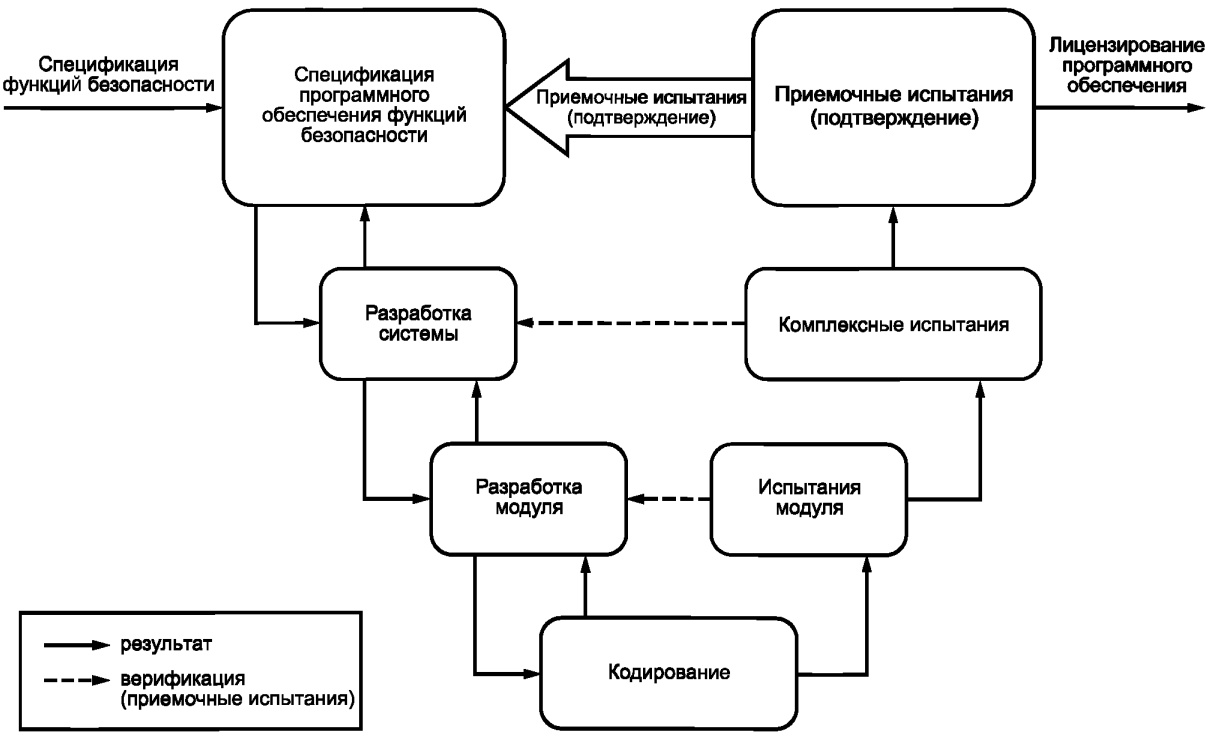 Спецификация
функций безопасности
Спецификация
программного
обеспечения функций
безопасности
Приемочные испытания
(подтверждение)
Приемочные испытания
(подтверждение)
Лицензирование
программного
обеспечения
Разработка
системы
Комплексные испытания
Разработка
модуля
Испытания
модуля
Кодирование
результат
верификация
(приемочные испытания)